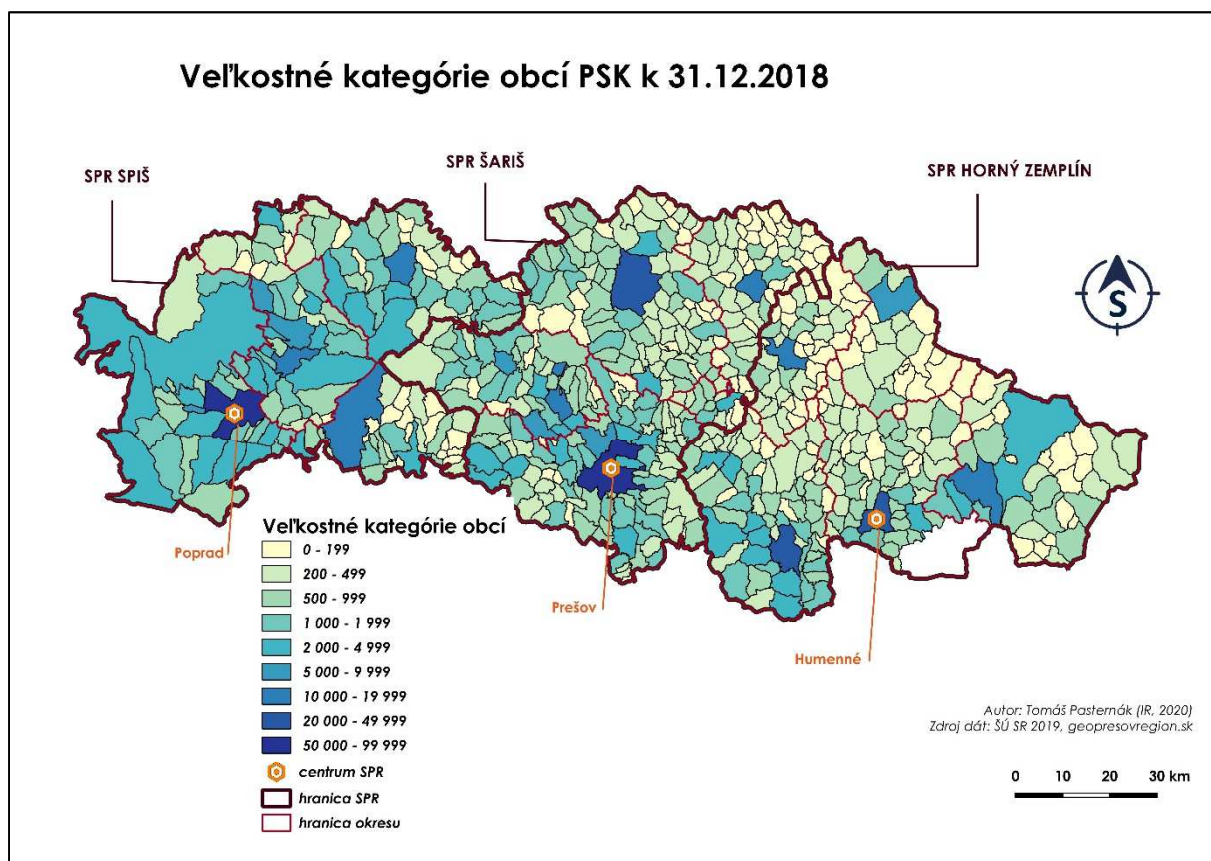 Veľkostné kategórie obcí PSK k 31.12.2018
SPR SPIŠ
SPR ŠARIŠ
SPR HORNÝ ZEMPLÍN
S
Poprad
Prešov
Humenné
Veľkostné kategórie obcí
0 - 199
200 - 499
500 - 999
1 000 - 1 999
2 000 - 4 999
5 000 - 9 999
10 000 - 19 999
20 000 - 49 999
50 000 - 99 999
centrum SPR
hranica SPR
hranica okresu
Autor: Tomáš Pasternák (IR, 2020)
Zdroj dát: ŠÚ SR 2019, geopresovregion.sk
0 10 20 30 km